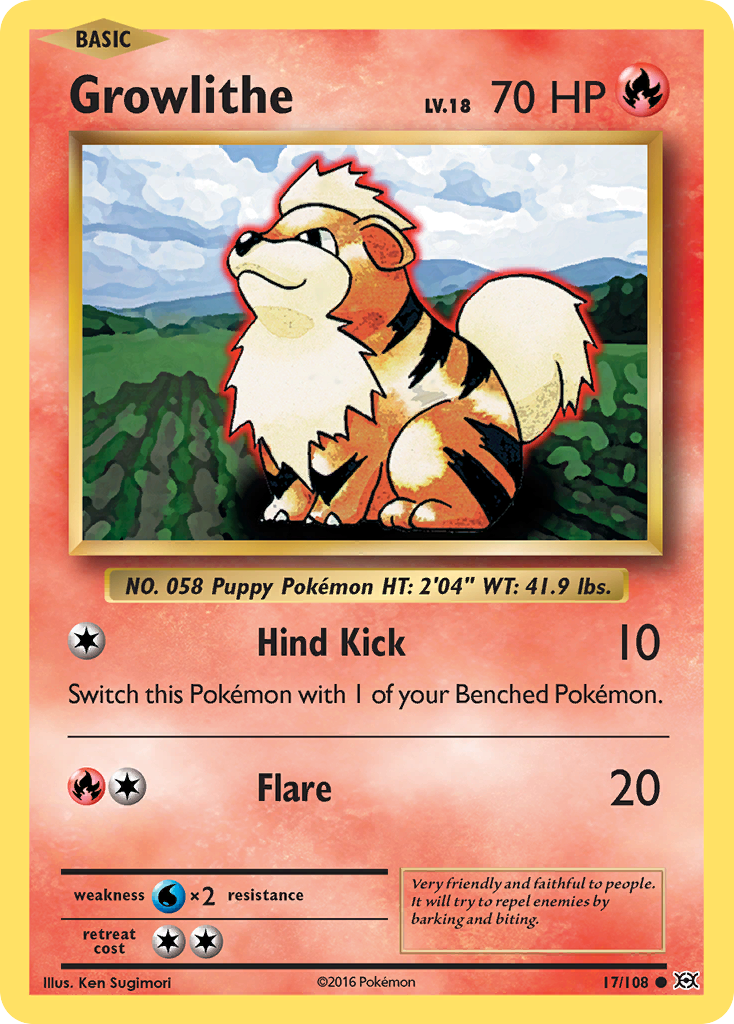 BASIC
Growlithe LV.18 70 HP
NO. 058 Puppy Pokémon HT: 2'04" WT: 41.9 lbs.
Hind Kick 10
Switch this Pokémon with 1 of your Benched Pokémon.
Flare 20
weakness ×2 resistance
retreat
cost
Very friendly and faithful to people.
It will try to repel enemies by
barking and biting.
Illus. Ken Sugimori ©2016 Pokémon 17/108